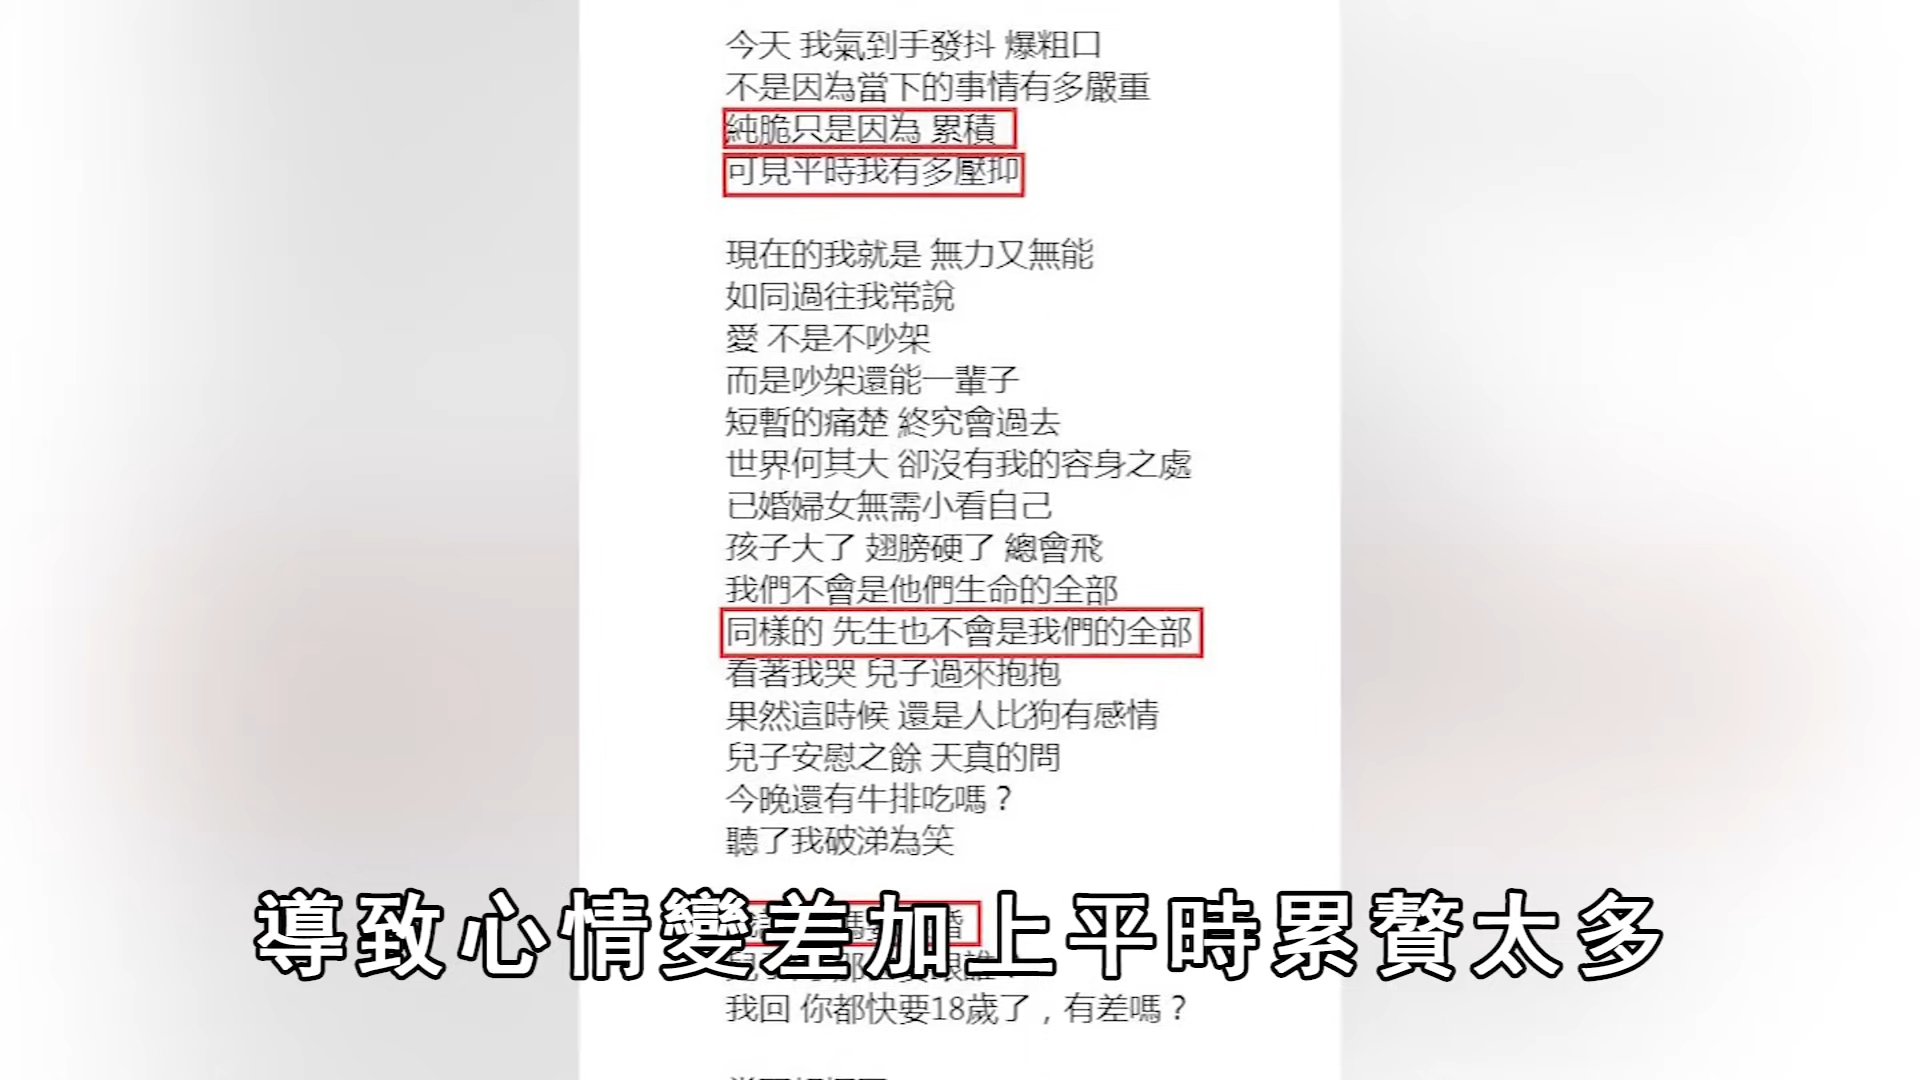 今天 我氣到手發抖 爆粗口
不是因為當下的事情有多嚴重
純脆只是因為 累積
可見平時我有多壓抑
現在的我就是 無力又無能
如同過往我常說
愛 不是不吵架
而是吵架還能一輩子
短暫的痛楚 終究會過去
世界何其大 卻沒有我的容身之處
已婚婦女無需小看自己
孩子大了 翅膀硬了 總會飛
我們不會是他們生命的全部
同樣的 先生也不會是我們的全部
看著我哭 兒子過來抱抱
果然這時候 還是人比狗有感情
兒子安慰之餘 天真的問
今晚還有牛排吃嗎？
聽了我破涕為笑
導致心情變差加上平時累贅太多
我回 你都快要18歲了，有差嗎？